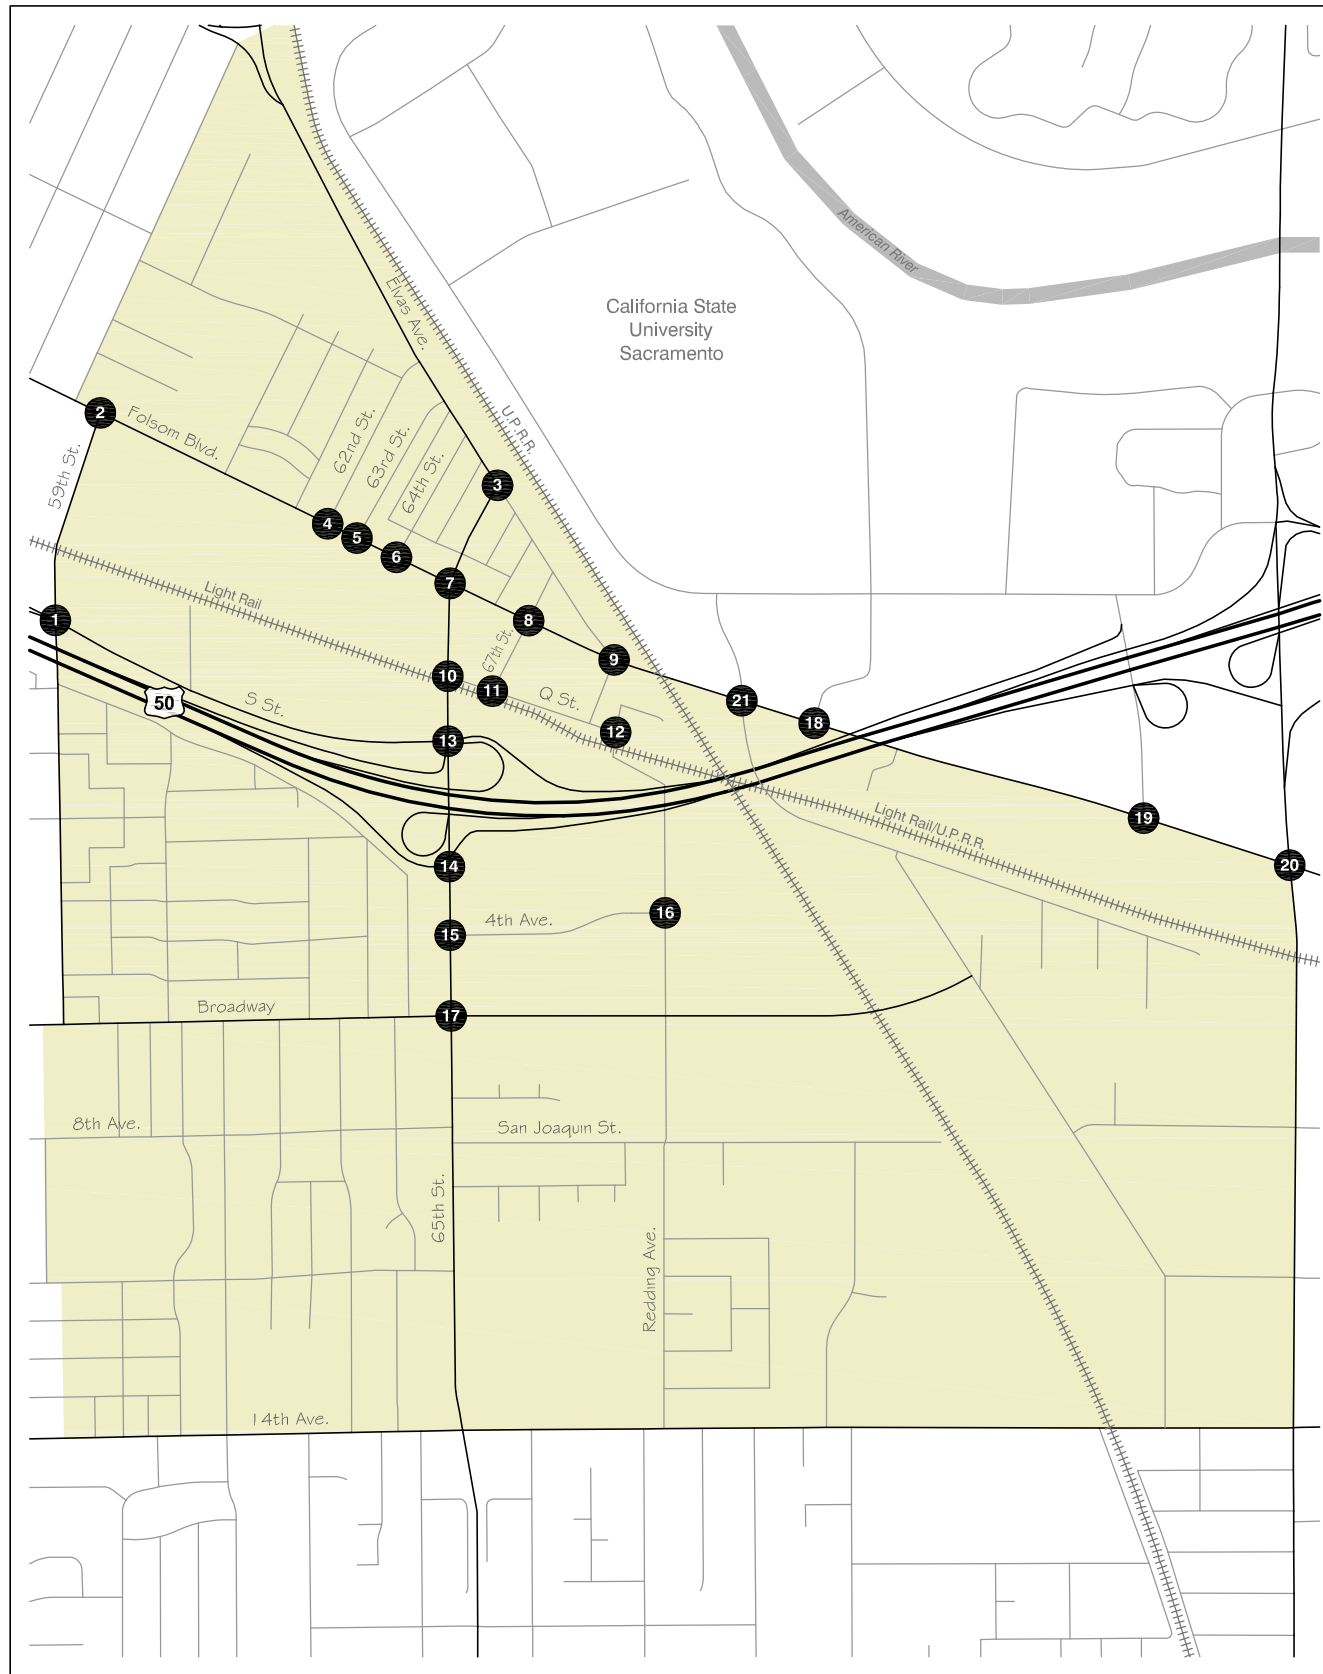 American River
Elvas Ave.
California State
University
Sacramento
2
Folsom Blvd.
59th St.
62nd St.
63rd St.
64th St.
U.P.R.R.
3
4
5
6
7
Light Rail
1
8
67th St.
9
10
11
Q St.
21
50
S St.
12
18
13
Light Rail/U.P.R.R.
19
14
20
16
4th Ave.
15
Broadway
17
8th Ave.
San Joaquin St.
65th St.
Redding Ave.
14th Ave.